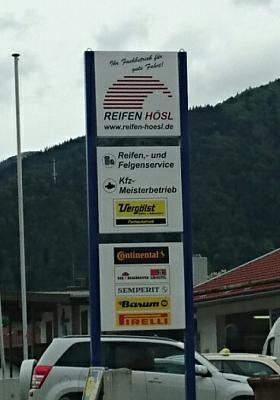 Ihr Fachbetrieb für
gute Fahrt!
REIFEN HÖSL
www.reifen-hoesl.de
Reifen,- und
Felgenservice
Kfz-
Meisterbetrieb
Vergölst
Partnerbetrieb
Continental
SEMPERIT
Barum
PIRELLI